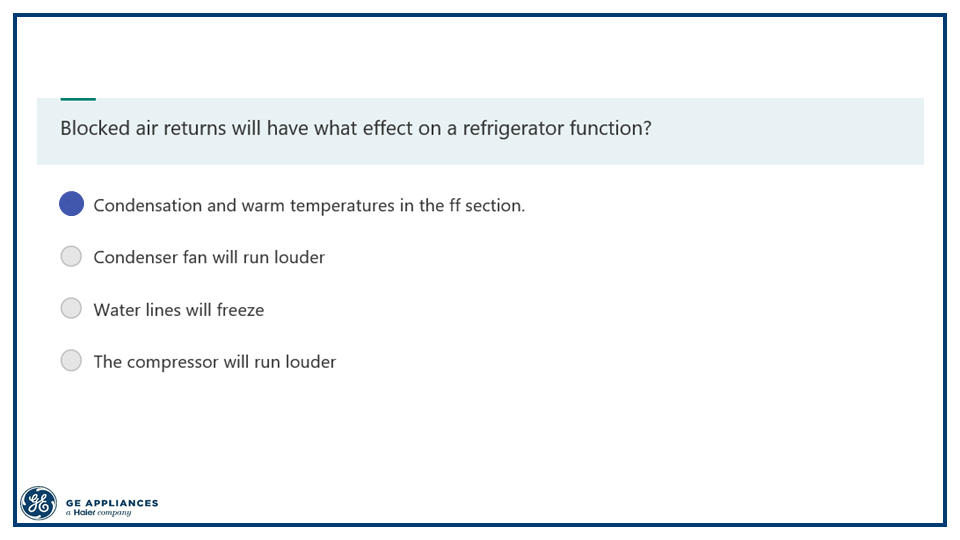 Blocked air returns will have what effect on a refrigerator function?
Condensation and warm temperatures in the ff section.
Condenser fan will run louder
Water lines will freeze
The compressor will run louder
GE APPLIANCES
a Haier company